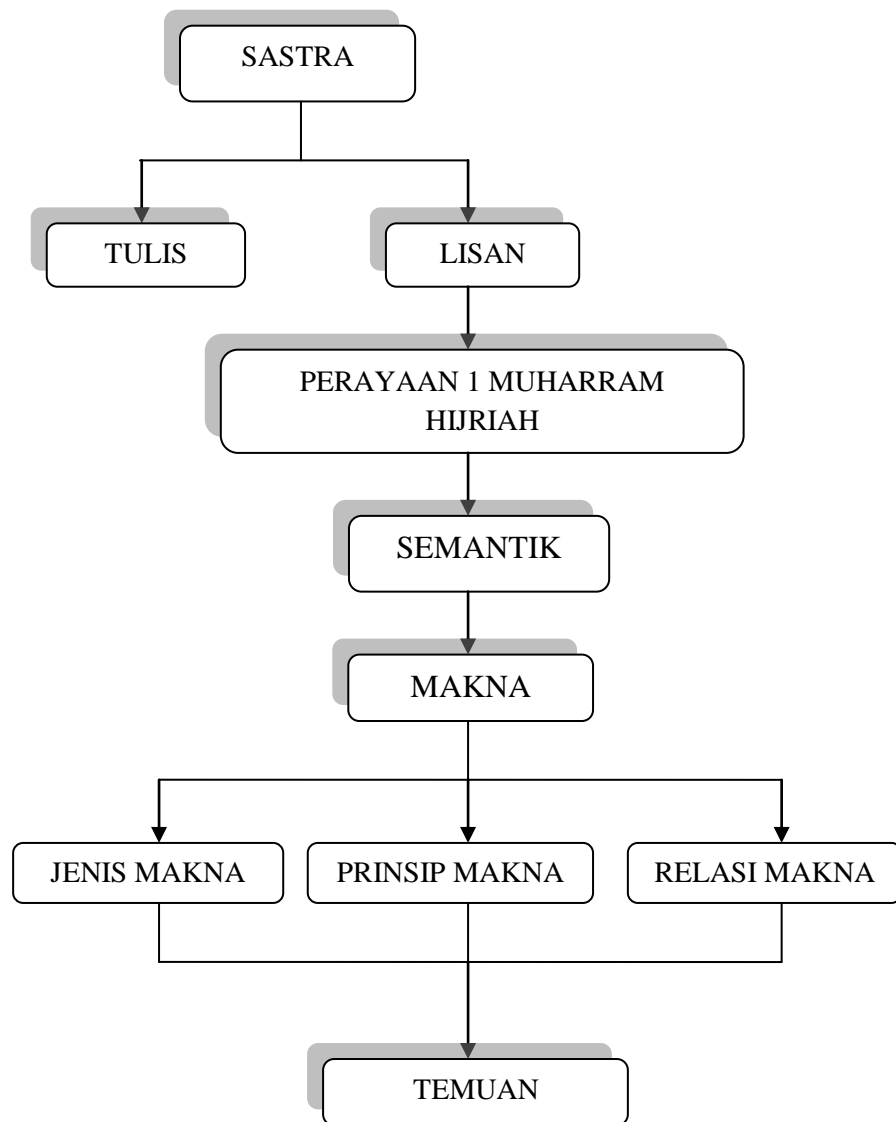 SASTRA
TULIS
LISAN
PERAYAAN 1 MUHARRAM
HIJRIAH
SEMANTIK
MAKNA
JENIS MAKNA
PRINSIP MAKNA
RELASI MAKNA
TEMUAN